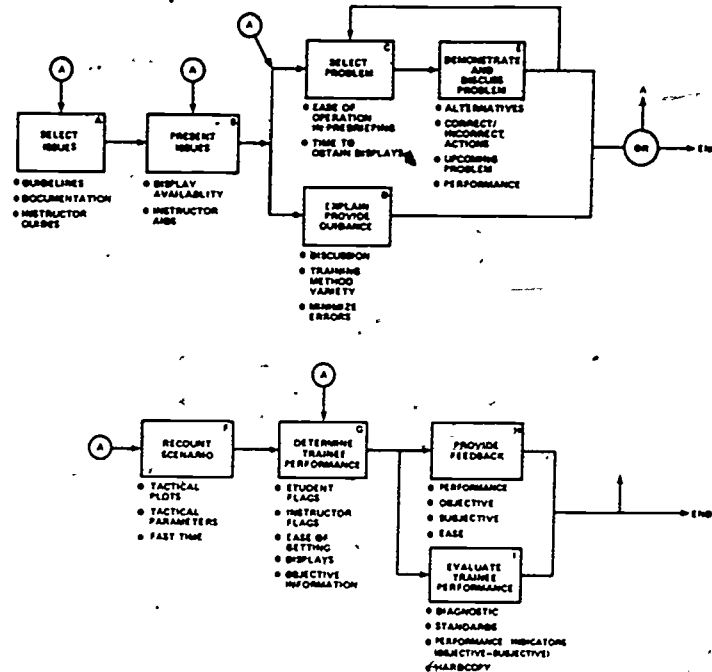 A
A
A
A
SELECT
ISSUES
● GUIDELINES
● DOCUMENTATION
● INSTRUCTOR
GUIDES
B
PRESENT
ISSUES
● DISPLAY
AVAILABLITY
● INSTRUCTOR
AIDS
A
C
SELECT
PROBLEM
● EASE OF
OPERATION
IN PREBRIEFING
● TIME TO
OBTAIN DISPLAYS
E
DEMONSTRATE
AND
DISCUSS
PROBLEM
● ALTERNATIVES
● CORRECT/
INCORRECT
ACTIONS
● UPCOMING
PROBLEM
● PERFORMANCE
D
EXPLAIN
PROVIDE
GUIDANCE
● DISCUSSION
● TRAINING
METHOD
VARIETY
● MINIMIZE
ERRORS
A
OR
END
A
F
RECOUNT
SCENARIO
● TACTICAL
PLOTS
● TACTICAL
PARAMETERS
● FAST TIME
A
G
DETERMINE
TRAINEE
PERFORMANCE
● STUDENT
FLAGS
● INSTRUCTOR
FLAGS
● EASE OF
GETTING
DISPLAYS
● OBJECTIVE
INFORMATION
H
PROVIDE
FEEDBACK
● PERFORMANCE
● OBJECTIVE
● SUBJECTIVE
● EASE
I
EVALUATE
TRAINEE
PERFORMANCE
● DIAGNOSTIC
● STANDARDS
● PERFORMANCE INDICATORS
(OBJECTIVE-SUBJECTIVE)
● HARDCOPY
END